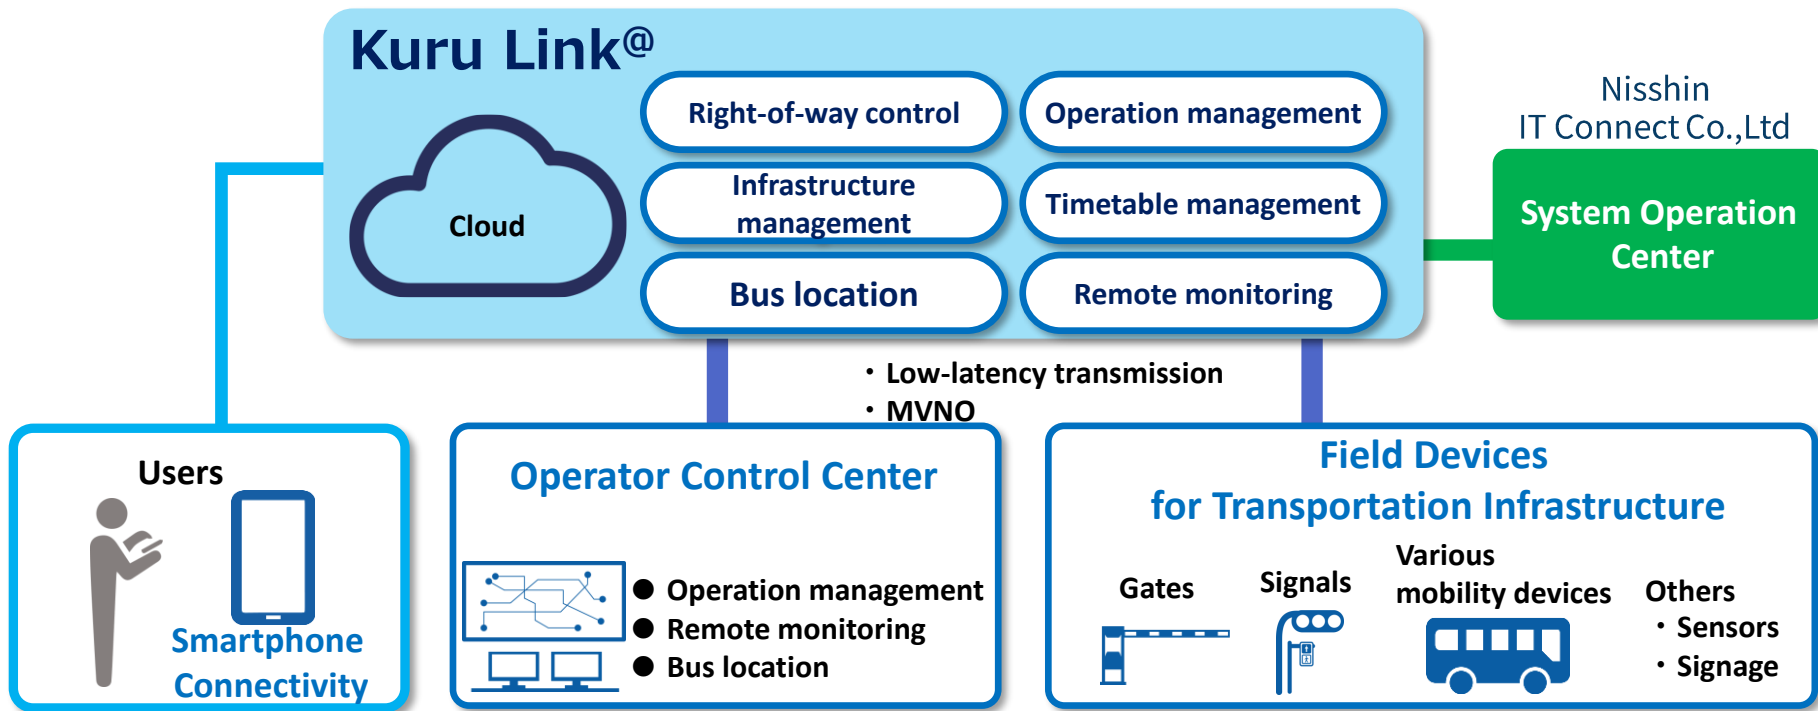 Kuru Link@
Cloud
Right-of-way control
Operation management
Infrastructure
management
Timetable management
Bus location
Remote monitoring
Nisshin
IT Connect Co.,Ltd
System Operation
Center
・Low-latency transmission
・MVNO
Users
Smartphone
Connectivity
Operator Control Center
● Operation management
● Remote monitoring
● Bus location
Field Devices
for Transportation Infrastructure
Gates
Signals
Various
mobility devices
Others
・Sensors
・Signage